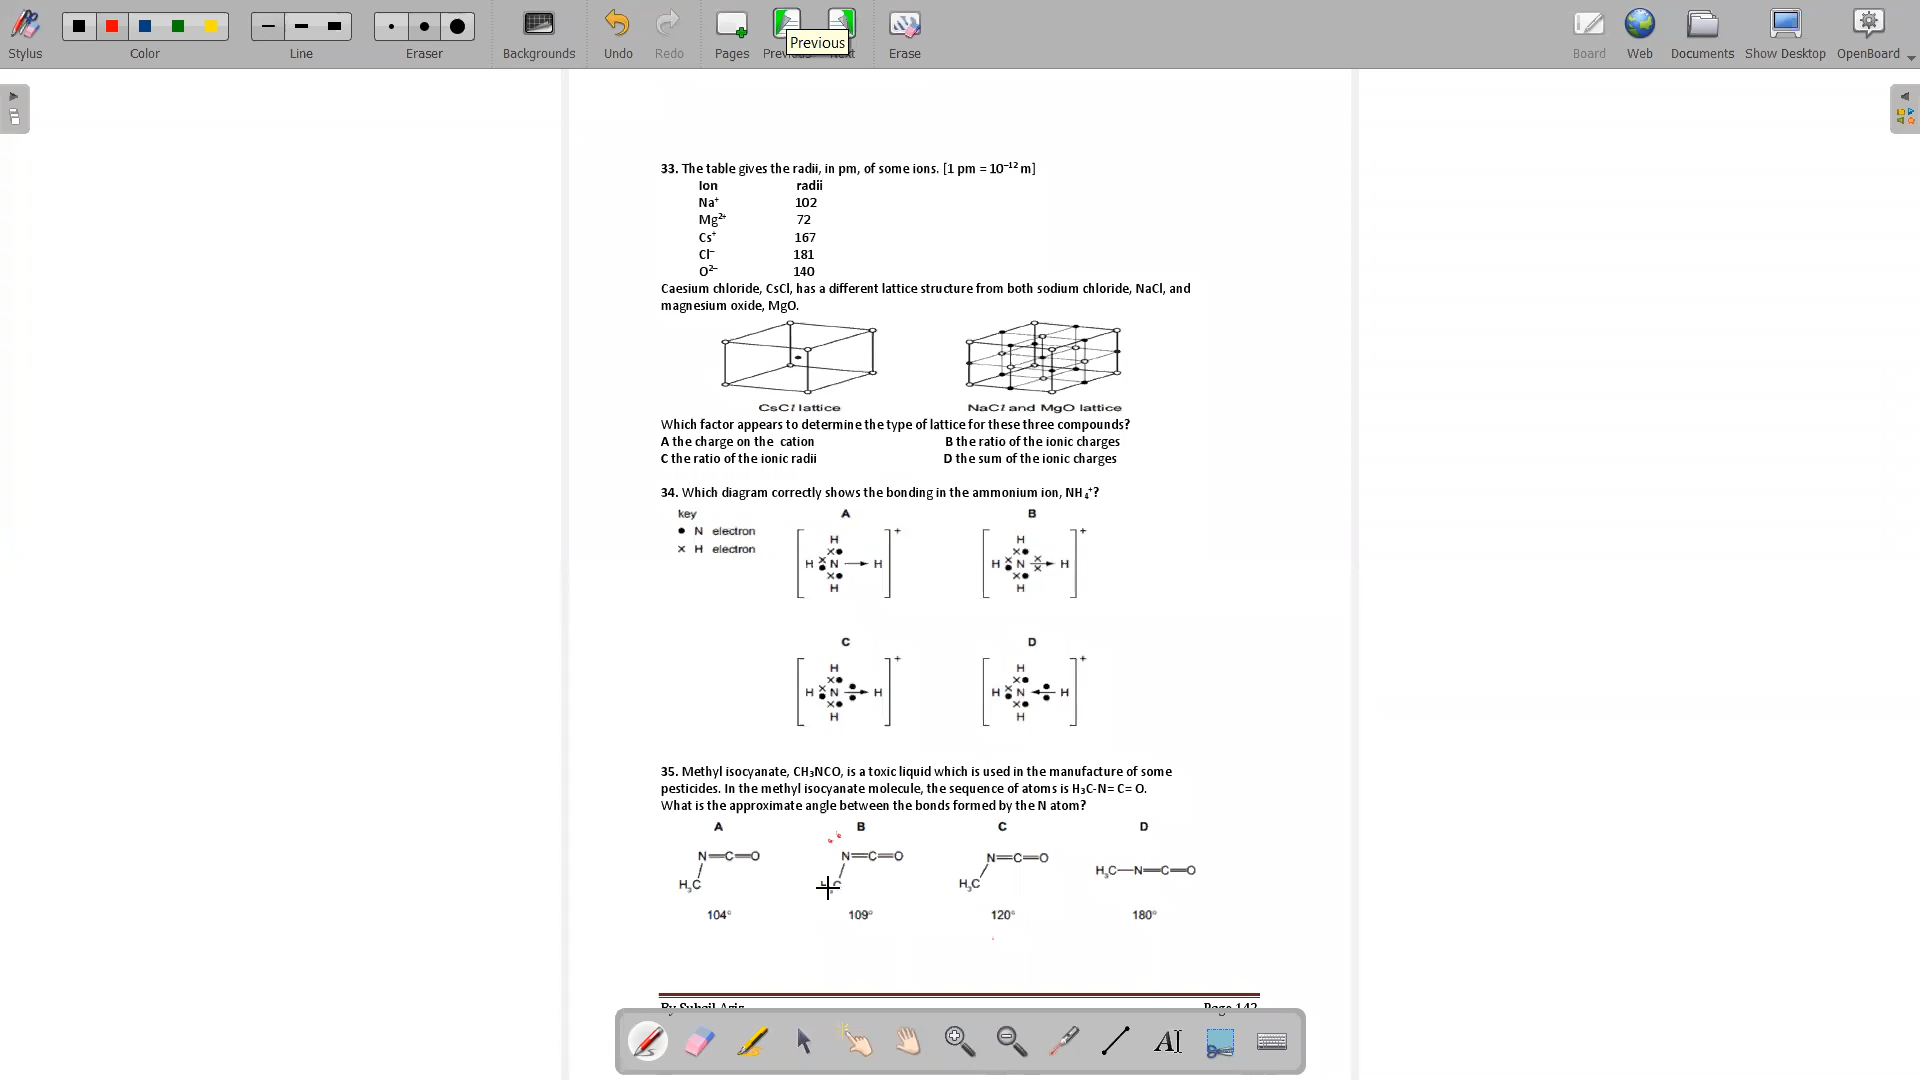 Stylus
Color
Line
Eraser
Backgrounds
Undo
Redo
Pages
Previous
Erase
Board
Web
Documents
Show Desktop
OpenBoard
33. The table gives the radii, in pm, of some ions. [1 pm = 10⁻¹² m]
Ion radii
Na⁺ 102
Mg²⁺ 72
Cs⁺ 167
Cl⁻ 181
O²⁻ 140
Caesium chloride, CsCl, has a different lattice structure from both sodium chloride, NaCl, and
magnesium oxide, MgO.
CsCl lattice NaCl and MgO lattice
Which factor appears to determine the type of lattice for these three compounds?
A the charge on the cation B the ratio of the ionic charges
C the ratio of the ionic radii D the sum of the ionic charges
34. Which diagram correctly shows the bonding in the ammonium ion, NH₄⁺?
key A B
● N electron
x H electron
H H
H N H + H N H +
H H
C D
H H
H N H + H N H +
H H
35. Methyl isocyanate, CH₃NCO, is a toxic liquid which is used in the manufacture of some
pesticides. In the methyl isocyanate molecule, the sequence of atoms is H₃C-N= C= O.
What is the approximate angle between the bonds formed by the N atom?
A B C D
N=C=O N=C=O N=C=O H₃C—N=C=O
H₃C H₃C
104° 109° 120° 180°